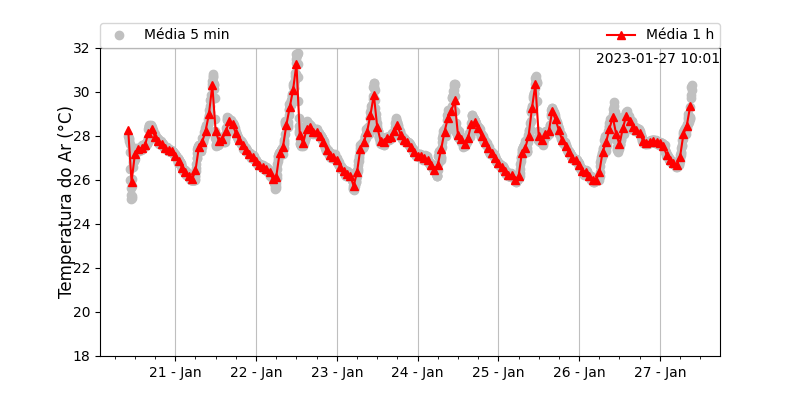 Média 5 min
Média 1 h
2023-01-27 10:01
Temperatura do Ar (°C)
32
30
28
26
24
22
20
18
21 - Jan
22 - Jan
23 - Jan
24 - Jan
25 - Jan
26 - Jan
27 - Jan